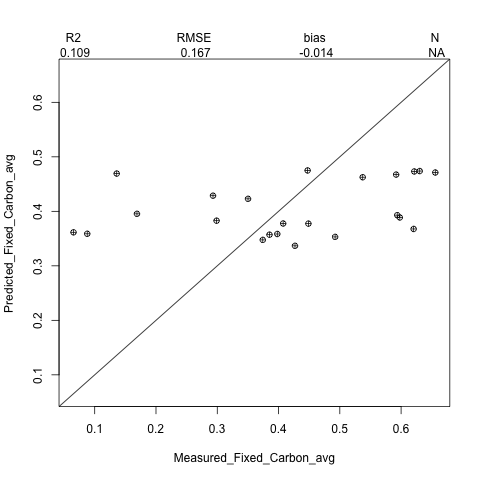 R2 RMSE bias N
0.109 0.167 -0.014 NA
Predicted_Fixed_Carbon_avg
0.6
0.5
0.4
0.3
0.2
0.1
0.1 0.2 0.3 0.4 0.5 0.6
Measured_Fixed_Carbon_avg